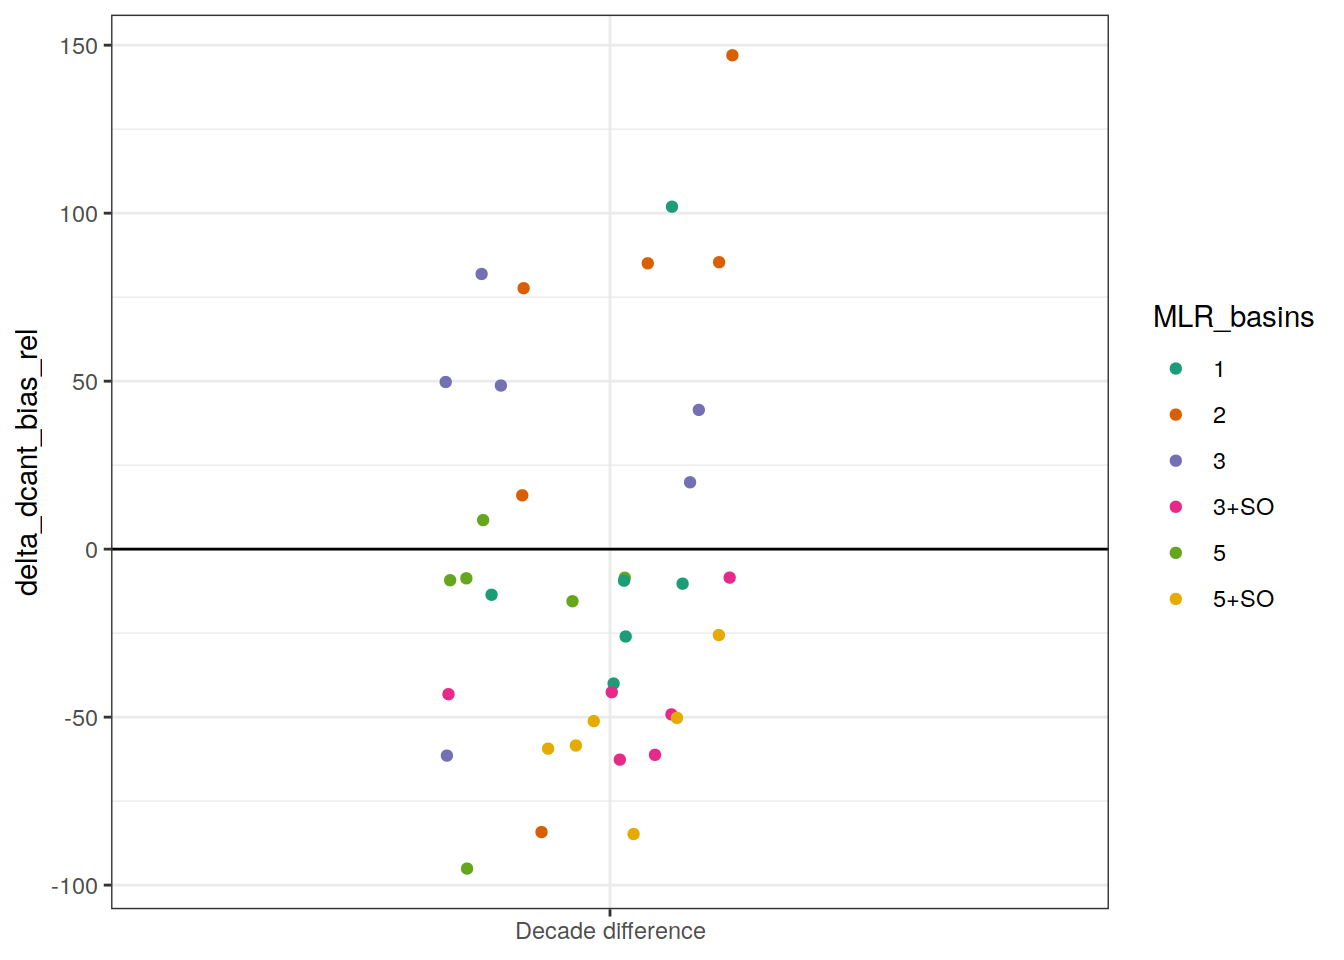 delta_dcant_bias_rel
150
100
50
0
-50
-100
Decade difference
MLR_basins
1
2
3
3+SO
5
5+SO